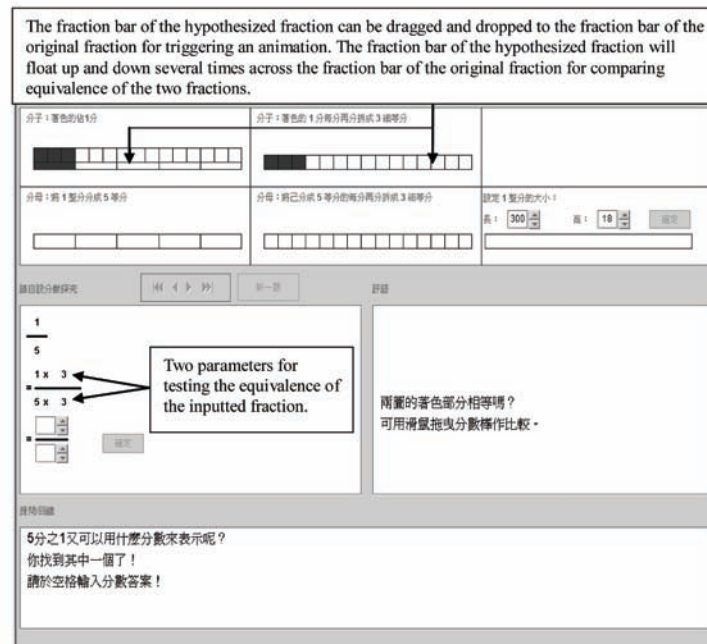 The fraction bar of the hypothesized fraction can be dragged and dropped to the fraction bar of the
original fraction for triggering an animation. The fraction bar of the hypothesized fraction will
float up and down several times across the fraction bar of the original fraction for comparing
equivalence of the two fractions.
分子：著色的佔1分
分子：著色的 1分每分再分拆成 3 細等分
分母：將 1 整分分成 5 等分
分母：將已分成 5 等分的每分再分拆成 3 細等分
設定 1 整分的大小：
長： 300 高： 18 確定
評語
1
5
= 1 x 3
5 x 3
=
確定
Two parameters for
testing the equivalence of
the inputted fraction.
兩圖的著色部分相等嗎？
可用滑鼠拖曳分數棒作比較。
5分之1又可以用什麼分數來表示呢？
你找到其中一個了！
請於空格輸入分數答案！